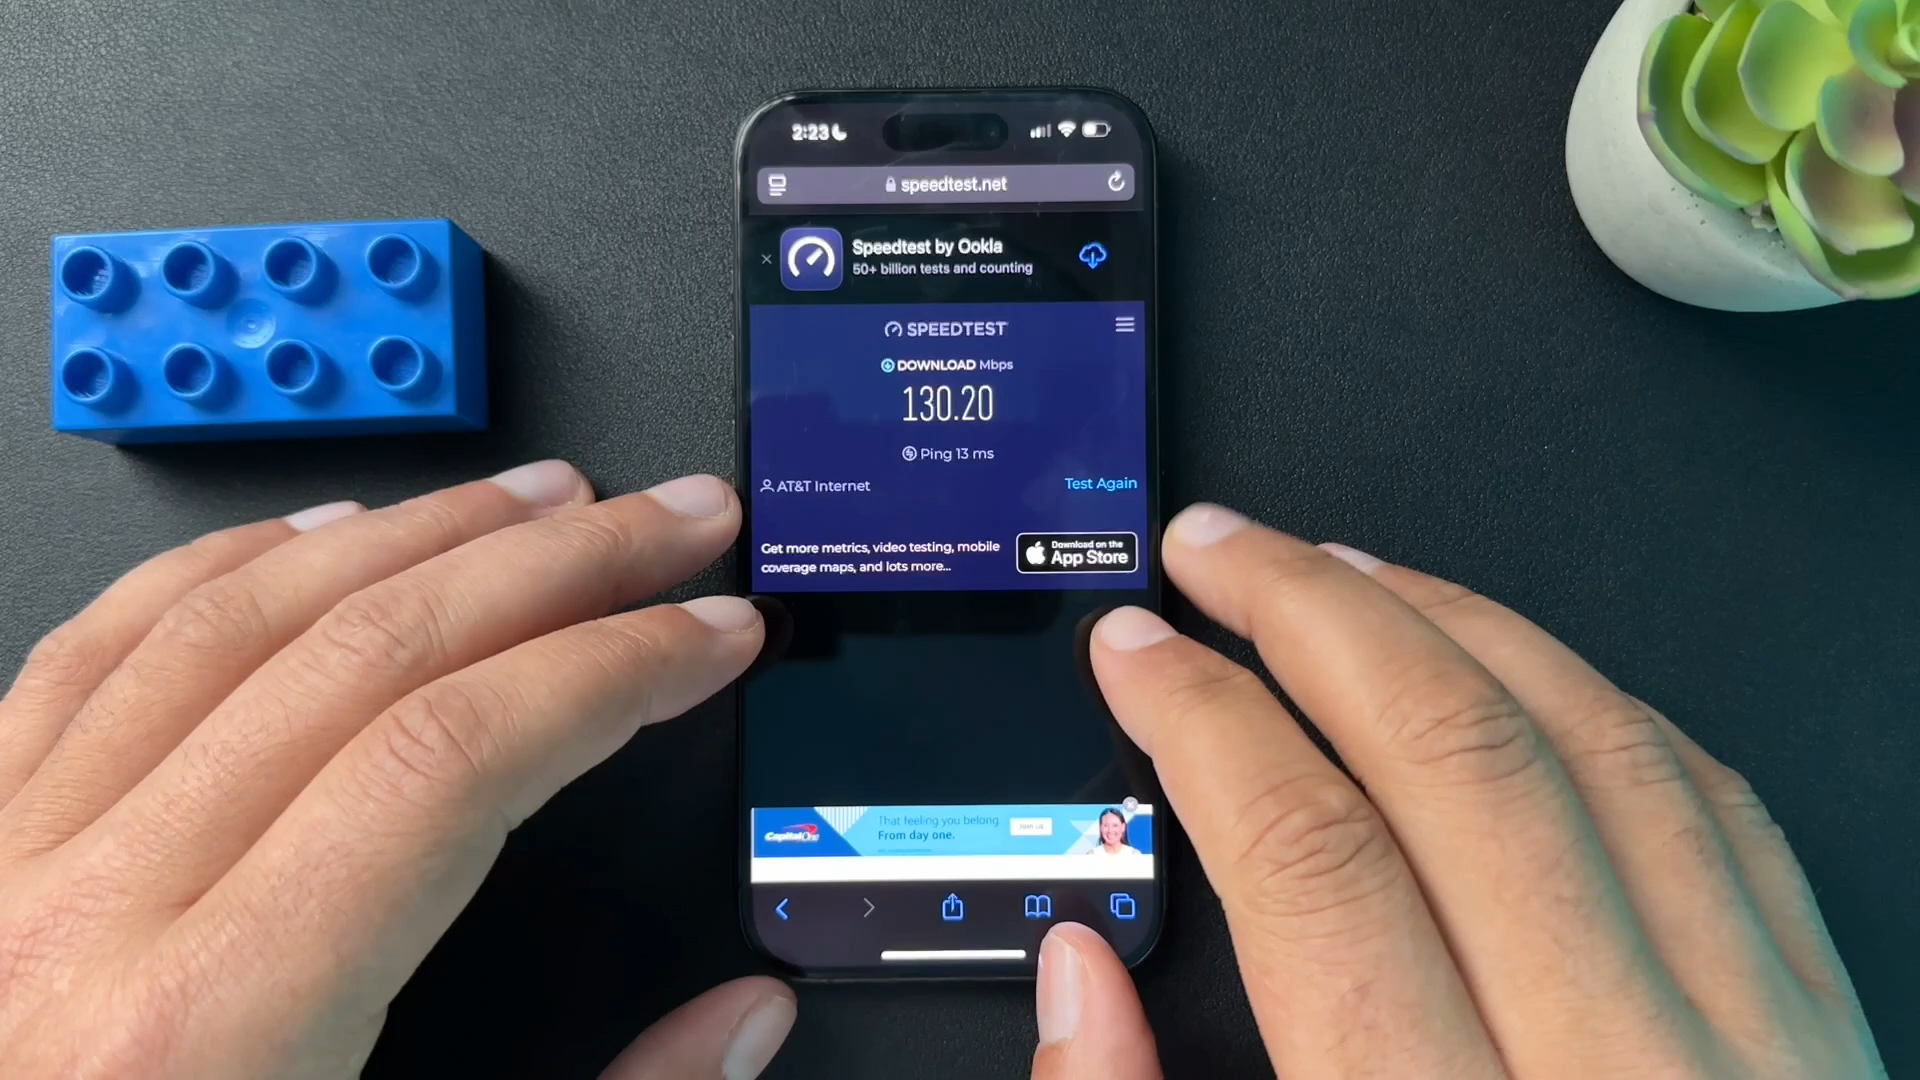 2:23
speedtest.net
Speedtest by Ookla
50+ billion tests and counting
SPEEDTEST
DOWNLOAD Mbps
130.20
Ping 13 ms
AT&T Internet
Test Again
Get more metrics, video testing, mobile
coverage maps, and lots more...
Download on the
App Store
CapitalOne
That feeling you belong.
From day one.
Join us